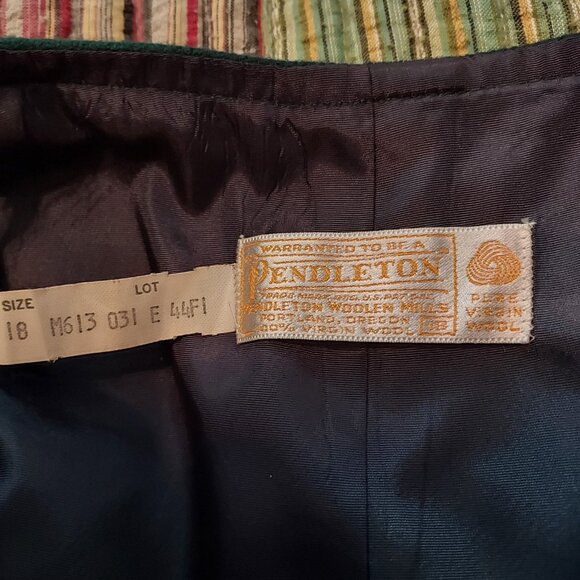 SIZE LOT
18 M613 031 E 44F1
WARRANTED TO BE A
PENDLETON
TRADE MARK REG. U.S. PAT. OFF.
PENDLETON WOOLEN MILLS
PORTLAND, OREGON
100% VIRGIN WOOL 18
PURE
VIRGIN
WOOL